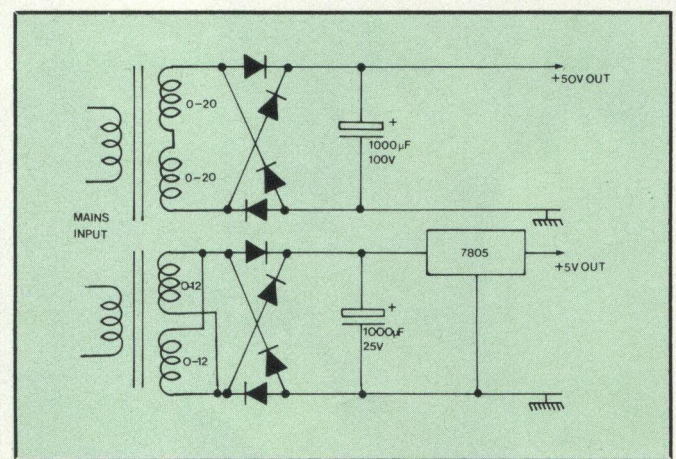 0-20
+50V OUT
+
1000µF
100V
0-20
MAINS
INPUT
7805
+5V OUT
0-12
+
1000µF
25V
0-12